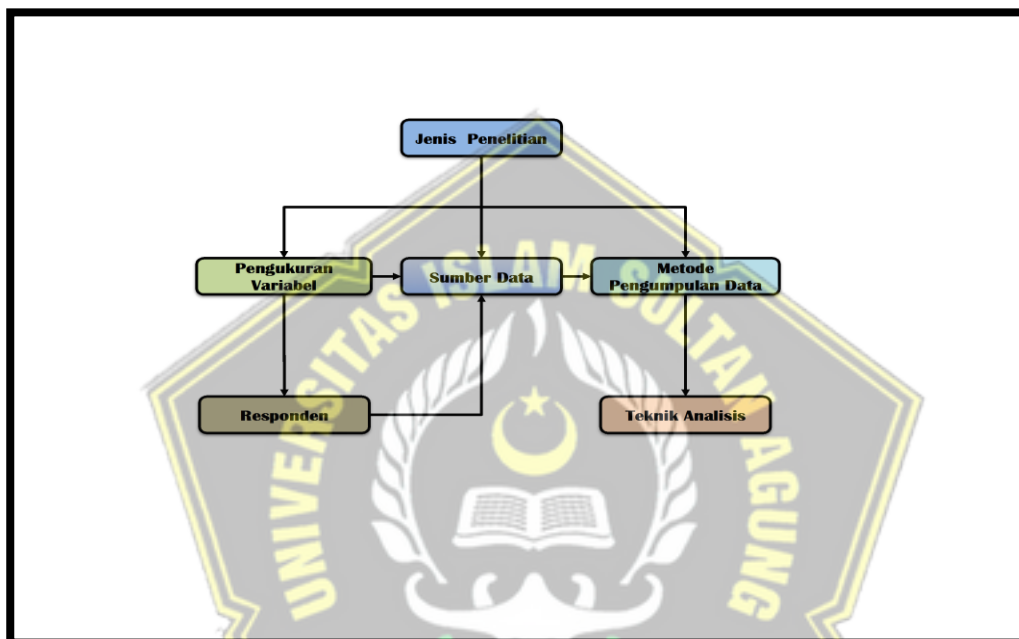 Jenis Penelitian
Pengukuran
Variabel
Sumber Data
Metode
Pengumpulan Data
Responden
Teknik Analisis
UNIVERSITAS ISLAM SULTAN AGUNG